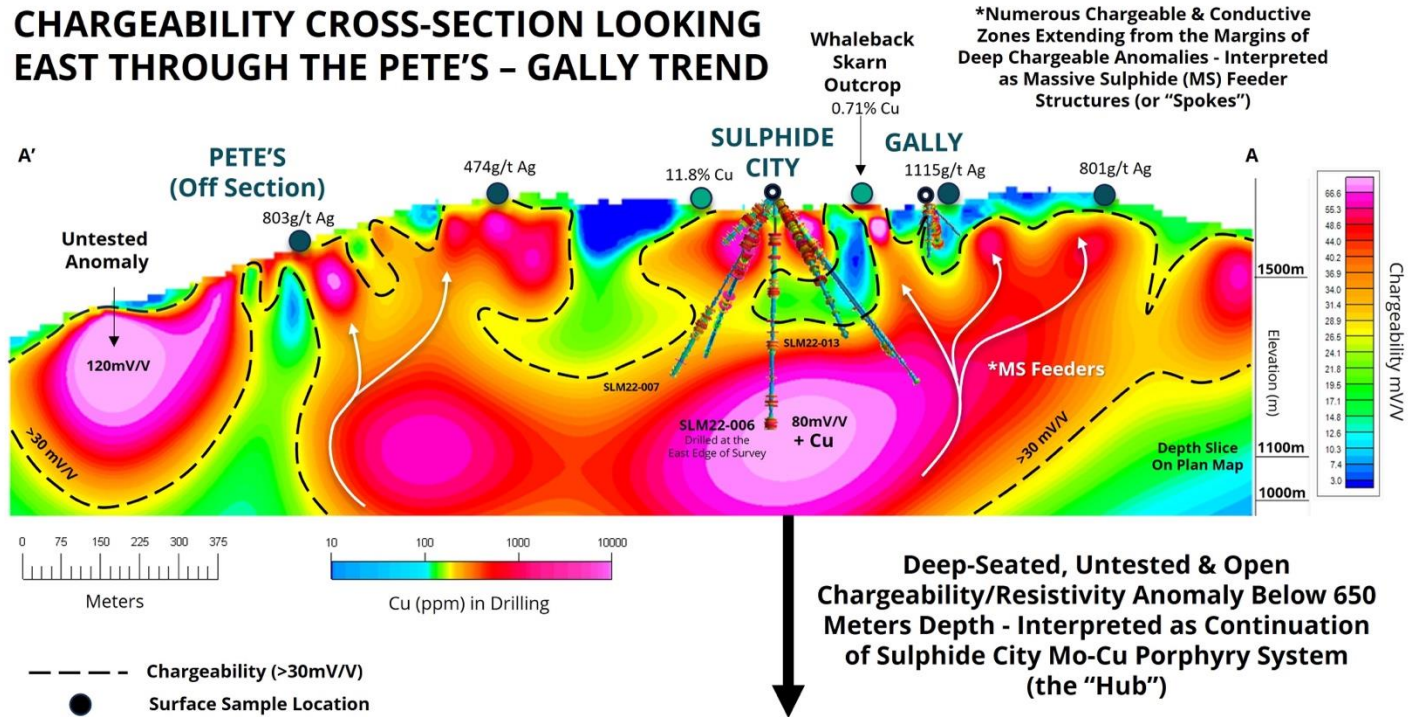 CHARGEABILITY CROSS-SECTION LOOKING
EAST THROUGH THE PETE'S – GALLY TREND
*Numerous Chargeable & Conductive
Zones Extending from the Margins of
Deep Chargeable Anomalies - Interpreted
as Massive Sulphide (MS) Feeder
Structures (or “Spokes”)
Whaleback
Skarn
Outcrop
0.71% Cu
A'
PETE'S
(Off Section)
803g/t Ag
474g/t Ag
11.8% Cu
SULPHIDE
CITY
GALLY
1115g/t Ag
801g/t Ag
A
Untested
Anomaly
120mV/V
>30 mV/V
SLM22-007
SLM22-013
SLM22-006
Drilled at the
East Edge of Survey
80mV/V
+ Cu
*MS Feeders
>30 mV/V
Depth Slice
On Plan Map
1500m
1100m
1000m
Elevation (m)
66.6
55.3
48.6
44.0
40.2
36.9
34.0
31.4
28.9
26.6
24.5
21.8
19.5
17.1
14.8
12.6
10.3
7.4
3.0
Chargeability mV/V
0 75 150 225 300 375
Meters
10 100 1000 10000
Cu (ppm) in Drilling
Chargeability (>30mV/V)
Surface Sample Location
Deep-Seated, Untested & Open
Chargeability/Resistivity Anomaly Below 650
Meters Depth - Interpreted as Continuation
of Sulphide City Mo-Cu Porphyry System
(the “Hub”)